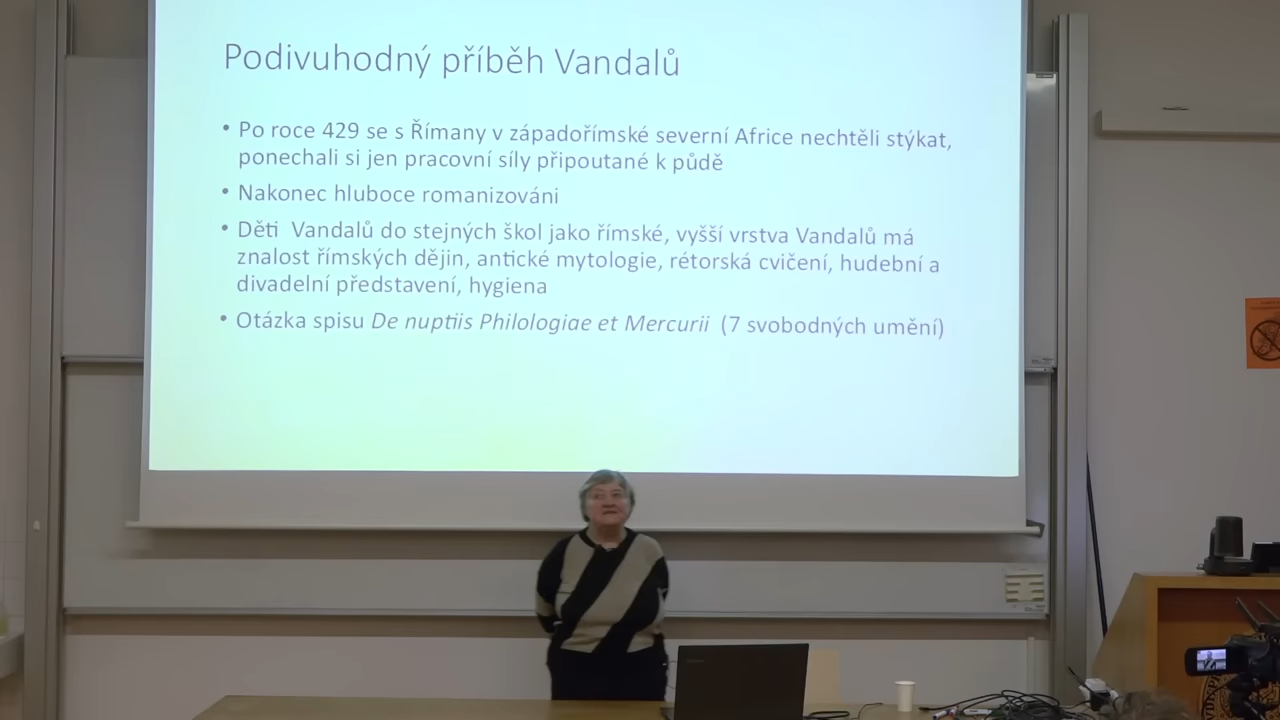 Podivuhodný příběh Vandalů
• Po roce 429 se s Římany v západořímské severní Africe nechtěli stýkat,
ponechali si jen pracovní síly připoutané k půdě
• Nakonec hluboce romanizováni
• Děti Vandalů do stejných škol jako římské, vyšší vrstva Vandalů má
znalost římských dějin, antické mytologie, rétorská cvičení, hudební a
divadelní představení, hygiena
• Otázka spisu De nuptiis Philologiae et Mercurii (7 svobodných umění)